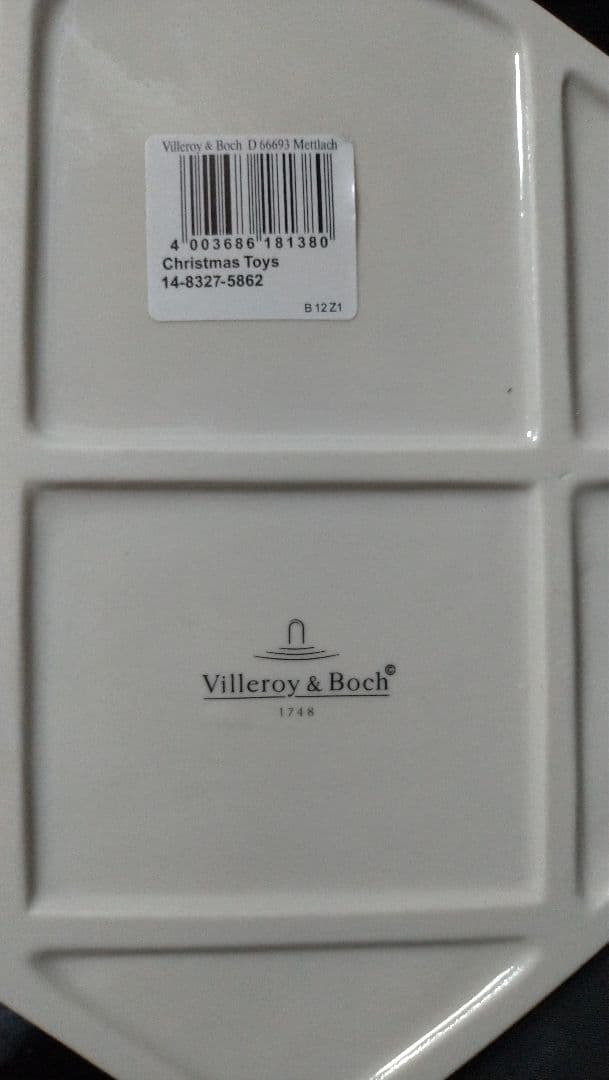 Villeroy & Boch D 66693 Mettlach
4 003686 181380
Christmas Toys
14-8327-5862
B 12 Z1
Villeroy & Boch©
1748